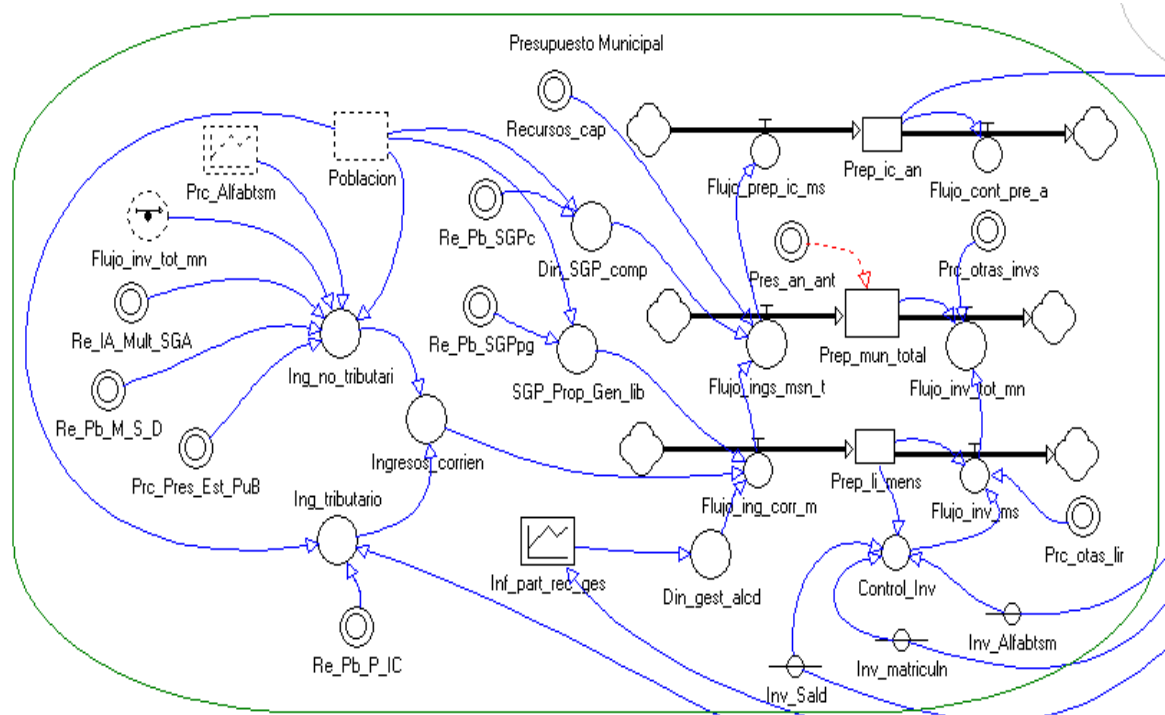 Presupuesto Municipal
Recursos_cap
Prc_Alfabtsm
Poblacion
Flujo_prep_ic_ms
Prep_ic_an
Flujo_cont_pre_a
Flujo_inv_tot_mn
Re_Pb_SGPc
Din_SGP_comp
Pres_an_ant
Prc_otras_invs
Re_IA_Mult_SGA
Re_Pb_SGPpg
Ing_no_tributari
SGP_Prop_Gen_lib
Flujo_ings_msn_t
Prep_mun_total
Flujo_inv_tot_mn
Re_Pb_M_S_D
Prc_Pres_Est_PuB
Ingresos_corrien
Ing_tributario
Flujo_ing_corr_m
Prep_li_mens
Flujo_inv_ms
Prc_otas_lir
Inf_part_rec_ges
Din_gest_alcd
Control_Inv
Re_Pb_P_IC
Inv_Sald
Inv_matriculn
Inv_Alfabtsm